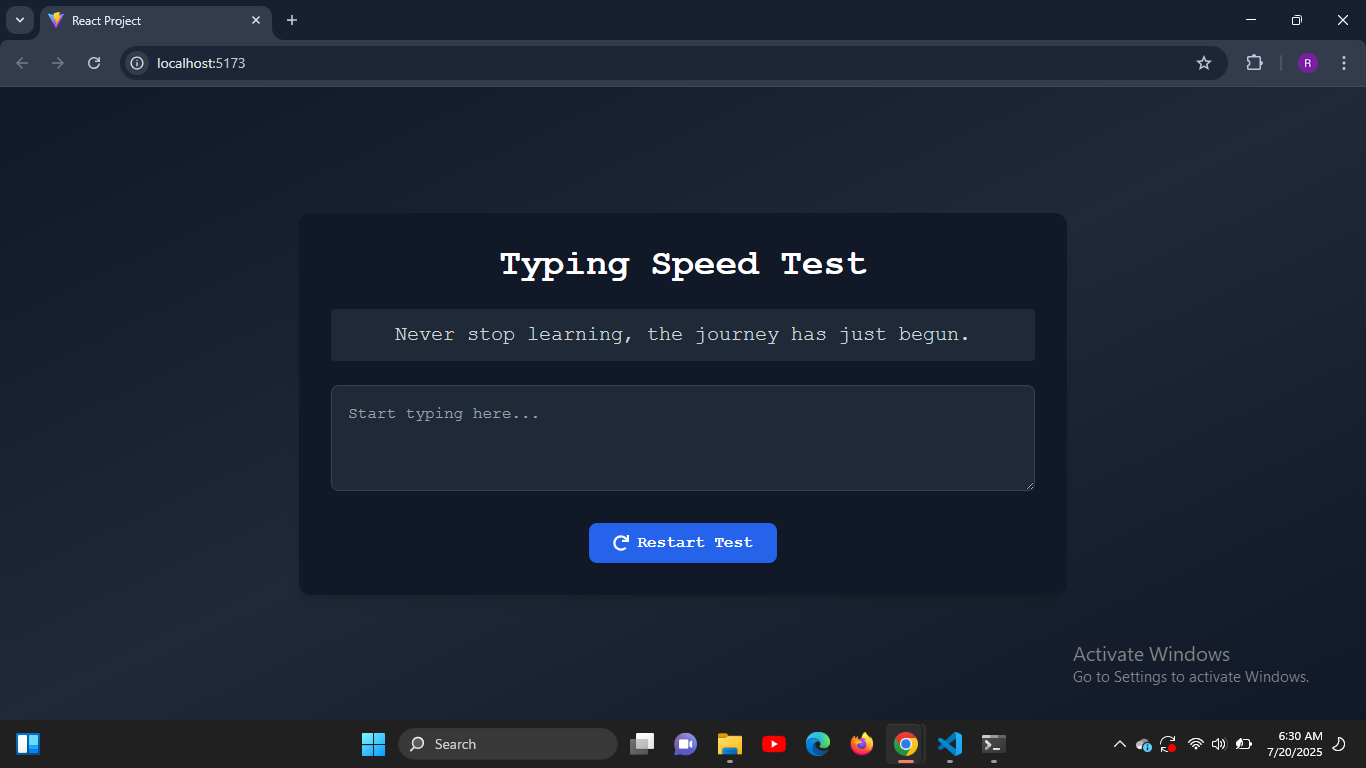 React Project
localhost:5173
R
Typing Speed Test
Never stop learning, the journey has just begun.
Start typing here...
Restart Test
Activate Windows
Go to Settings to activate Windows.
Search
6:30 AM
7/20/2025